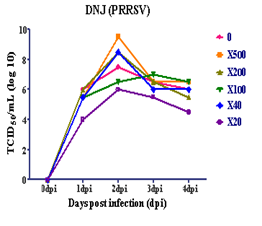 DNJ (PRRSV)
TCID50/mL (log 10)
10
8
6
4
2
0
0dpi
1dpi
2dpi
3dpi
4dpi
Days post infection (dpi)
0
X500
X200
X100
X40
X20